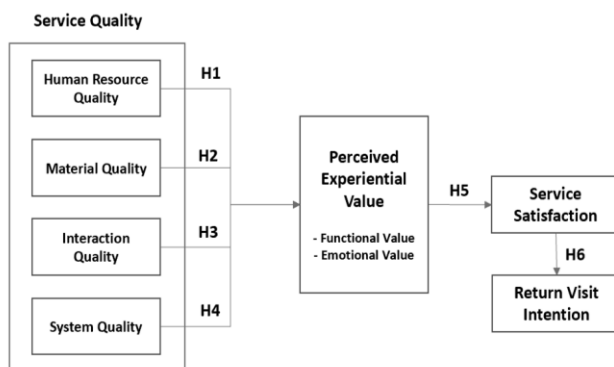 Service Quality
Human Resource
Quality
H1
Material Quality
H2
Interaction
Quality
H3
System Quality
H4
Perceived
Experiential
Value
- Functional Value
- Emotional Value
H5
Service
Satisfaction
H6
Return Visit
Intention